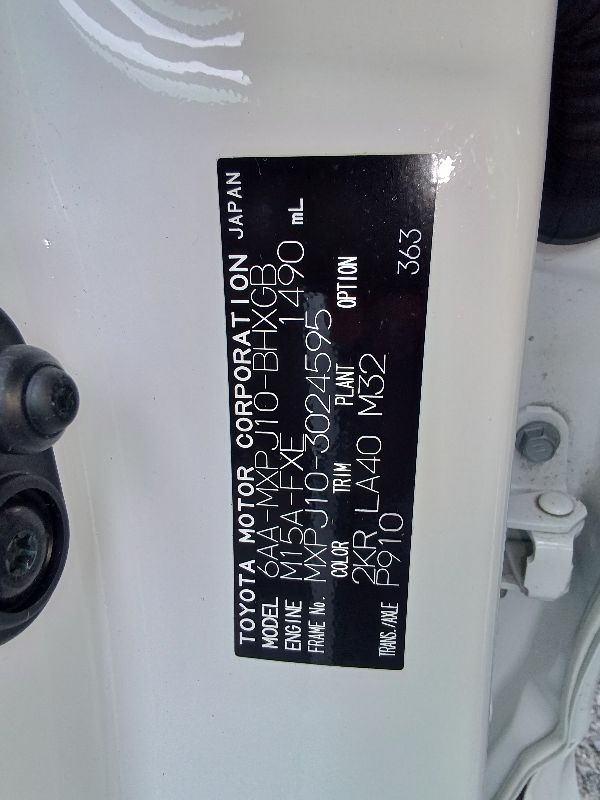 TOYOTA MOTOR CORPORATION JAPAN
MODEL 6AA-MXPJ10-BHXGB
ENGINE M15A-FXE 1490 mL
FRAME No. MXPJ10-3024595
COLOR TRIM PLANT OPTION
2KR LA40 M32
TRANS./AXLE P910 363